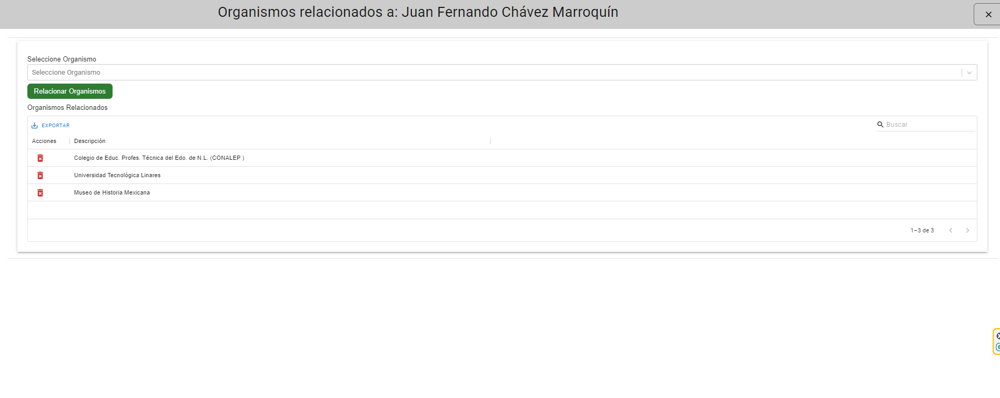 Organismos relacionados a: Juan Fernando Chávez Marroquín
Seleccione Organismo
Seleccione Organismo
Relacionar Organismos
Organismos Relacionados
EXPORTAR
Buscar
Acciones
Descripción
Colegio de Educ. Profes. Técnica del Edo. de N.L. (CONALEP )
Universidad Tecnológica Linares
Museo de Historia Mexicana
1–3 de 3